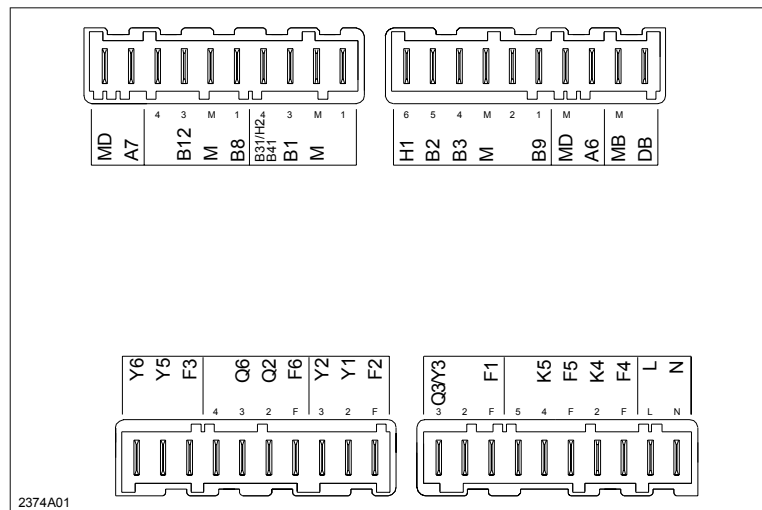 4 3 M 1 4 3 M 1
MD A7 B12 M B8 B31/H2 B41 B1 M
6 5 4 M 2 1 M M
H1 B2 B3 M B9 MD A6 MB DB
Y6 Y5 F3 Q6 Q2 F6 Y2 Y1 F2
4 3 2 F 3 2 F
Q3/Y3 F1 K5 F5 K4 F4 L N
3 2 F 5 4 F 2 F L N
2374A01